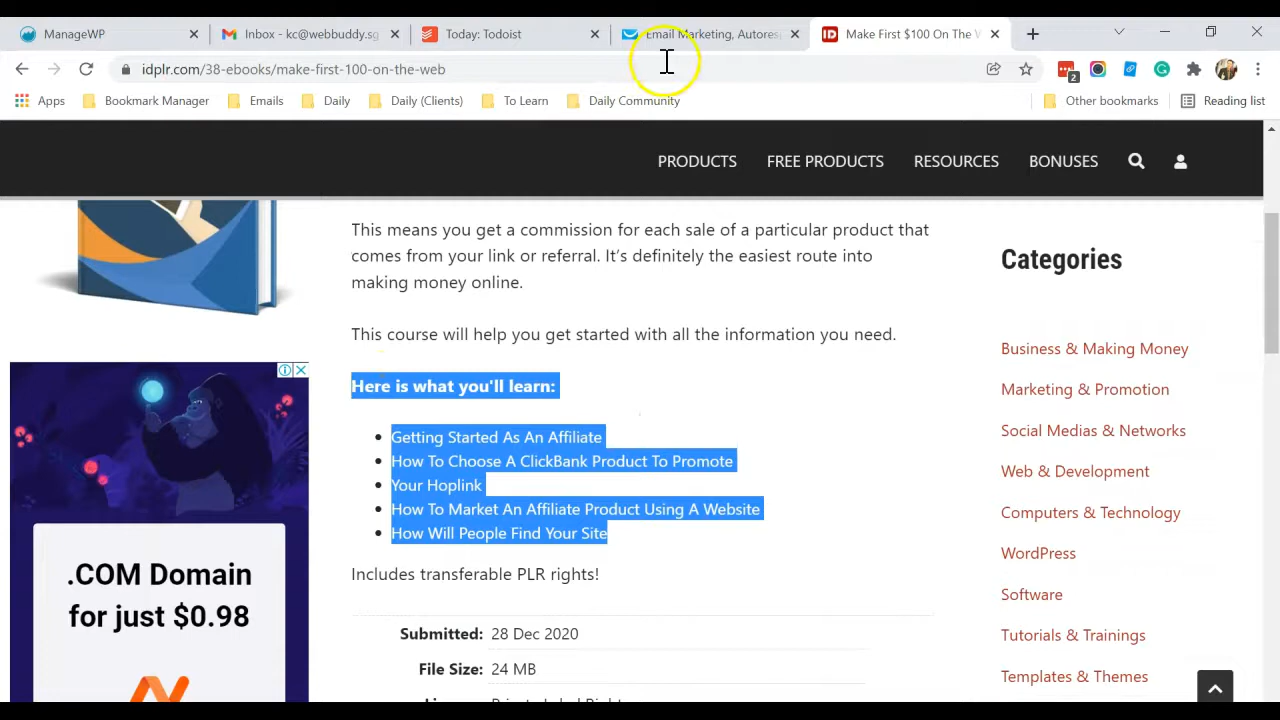 ManageWP
Inbox - kc@webbuddy.sg
Today: Todoist
Email Marketing, Autores
Make First $100 On The W
idplr.com/38-ebooks/make-first-100-on-the-web
2
Apps
Bookmark Manager
Emails
Daily
Daily (Clients)
To Learn
Daily Community
Other bookmarks
Reading list
PRODUCTS
FREE PRODUCTS
RESOURCES
BONUSES
This means you get a commission for each sale of a particular product that
comes from your link or referral. It's definitely the easiest route into
making money online.
This course will help you get started with all the information you need.
Here is what you'll learn:
Getting Started As An Affiliate
How To Choose A ClickBank Product To Promote
Your Hoplink
How To Market An Affiliate Product Using A Website
How Will People Find Your Site
Includes transferable PLR rights!
Submitted: 28 Dec 2020
File Size: 24 MB
.COM Domain
for just $0.98
Categories
Business & Making Money
Marketing & Promotion
Social Medias & Networks
Web & Development
Computers & Technology
WordPress
Software
Tutorials & Trainings
Templates & Themes